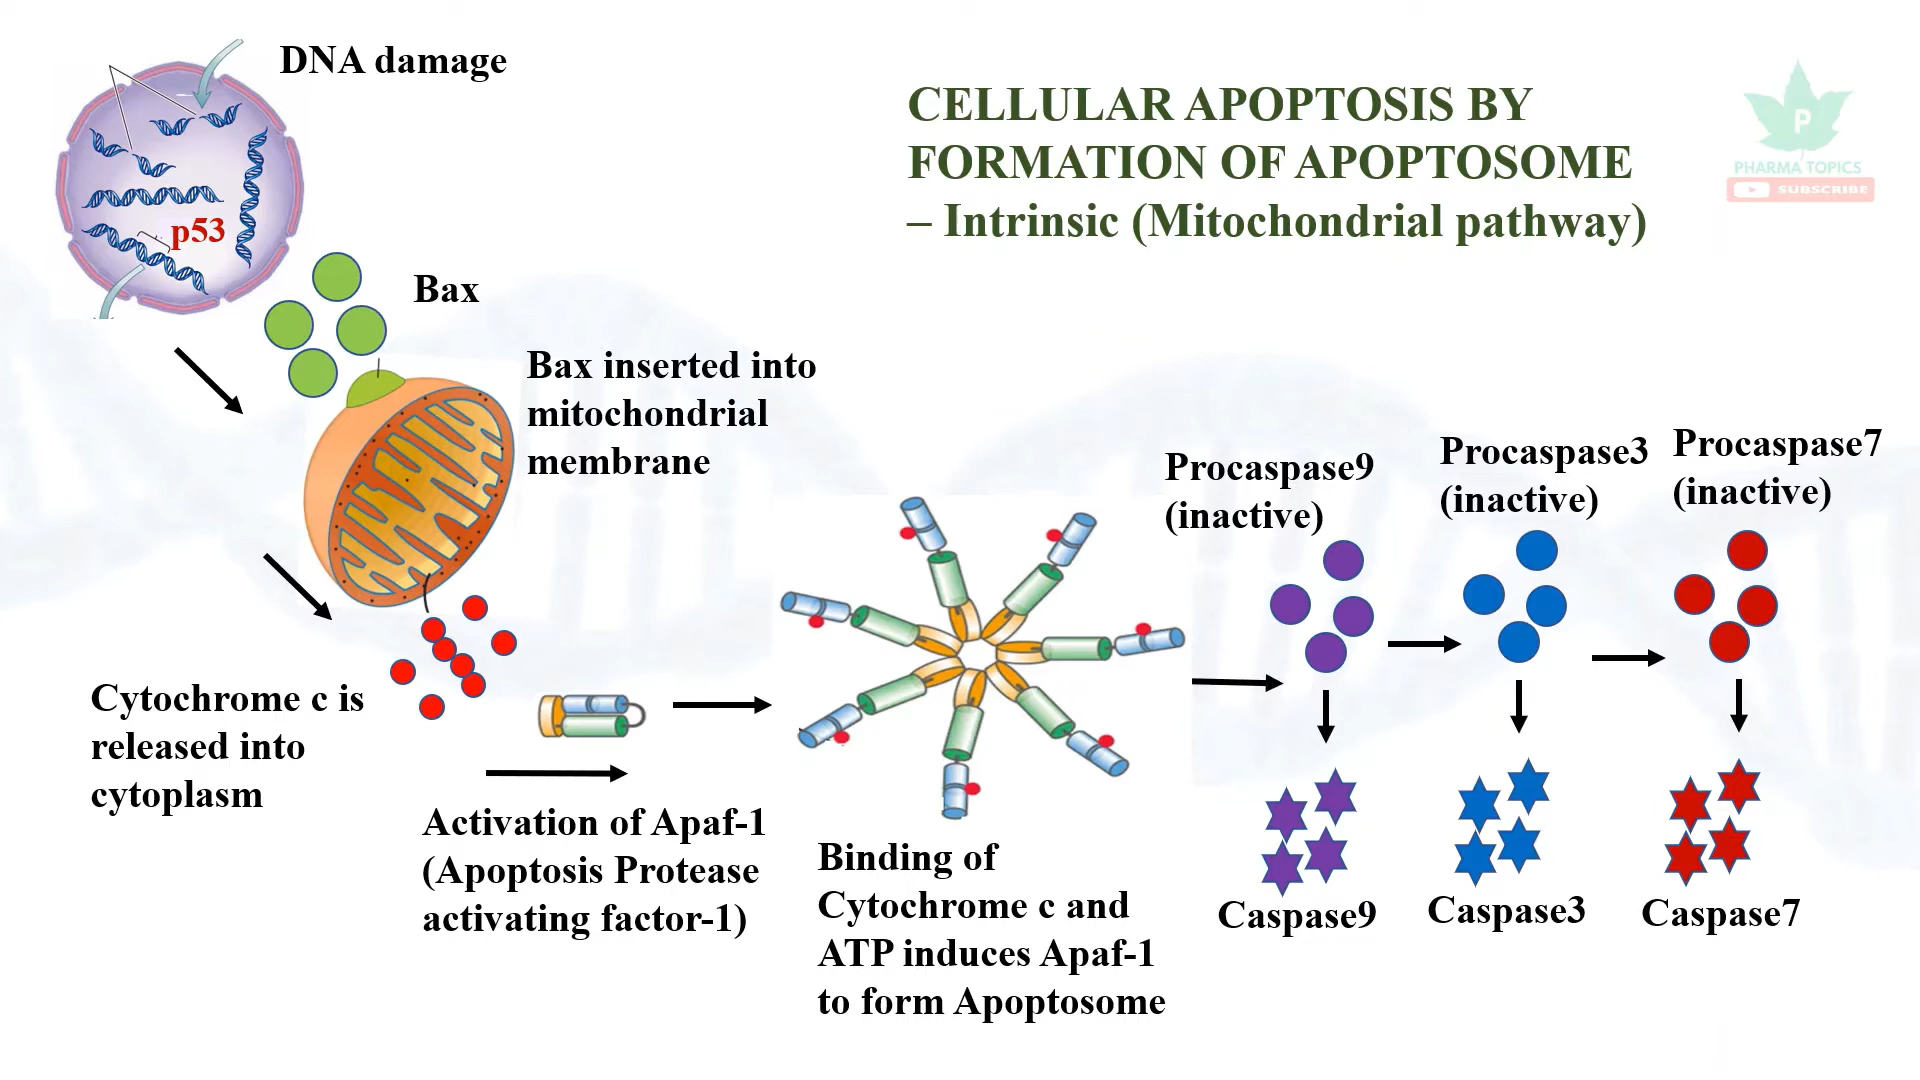 DNA damage
CELLULAR APOPTOSIS BY
FORMATION OF APOPTOSOME
– Intrinsic (Mitochondrial pathway)
P
PHARMA TOPICS
SUBSCRIBE
p53
Bax
Bax inserted into
mitochondrial
membrane
Procaspase9
(inactive)
Procaspase3
(inactive)
Procaspase7
(inactive)
Cytochrome c is
released into
cytoplasm
Activation of Apaf-1
(Apoptosis Protease
activating factor-1)
Binding of
Cytochrome c and
ATP induces Apaf-1
to form Apoptosome
Caspase9
Caspase3
Caspase7